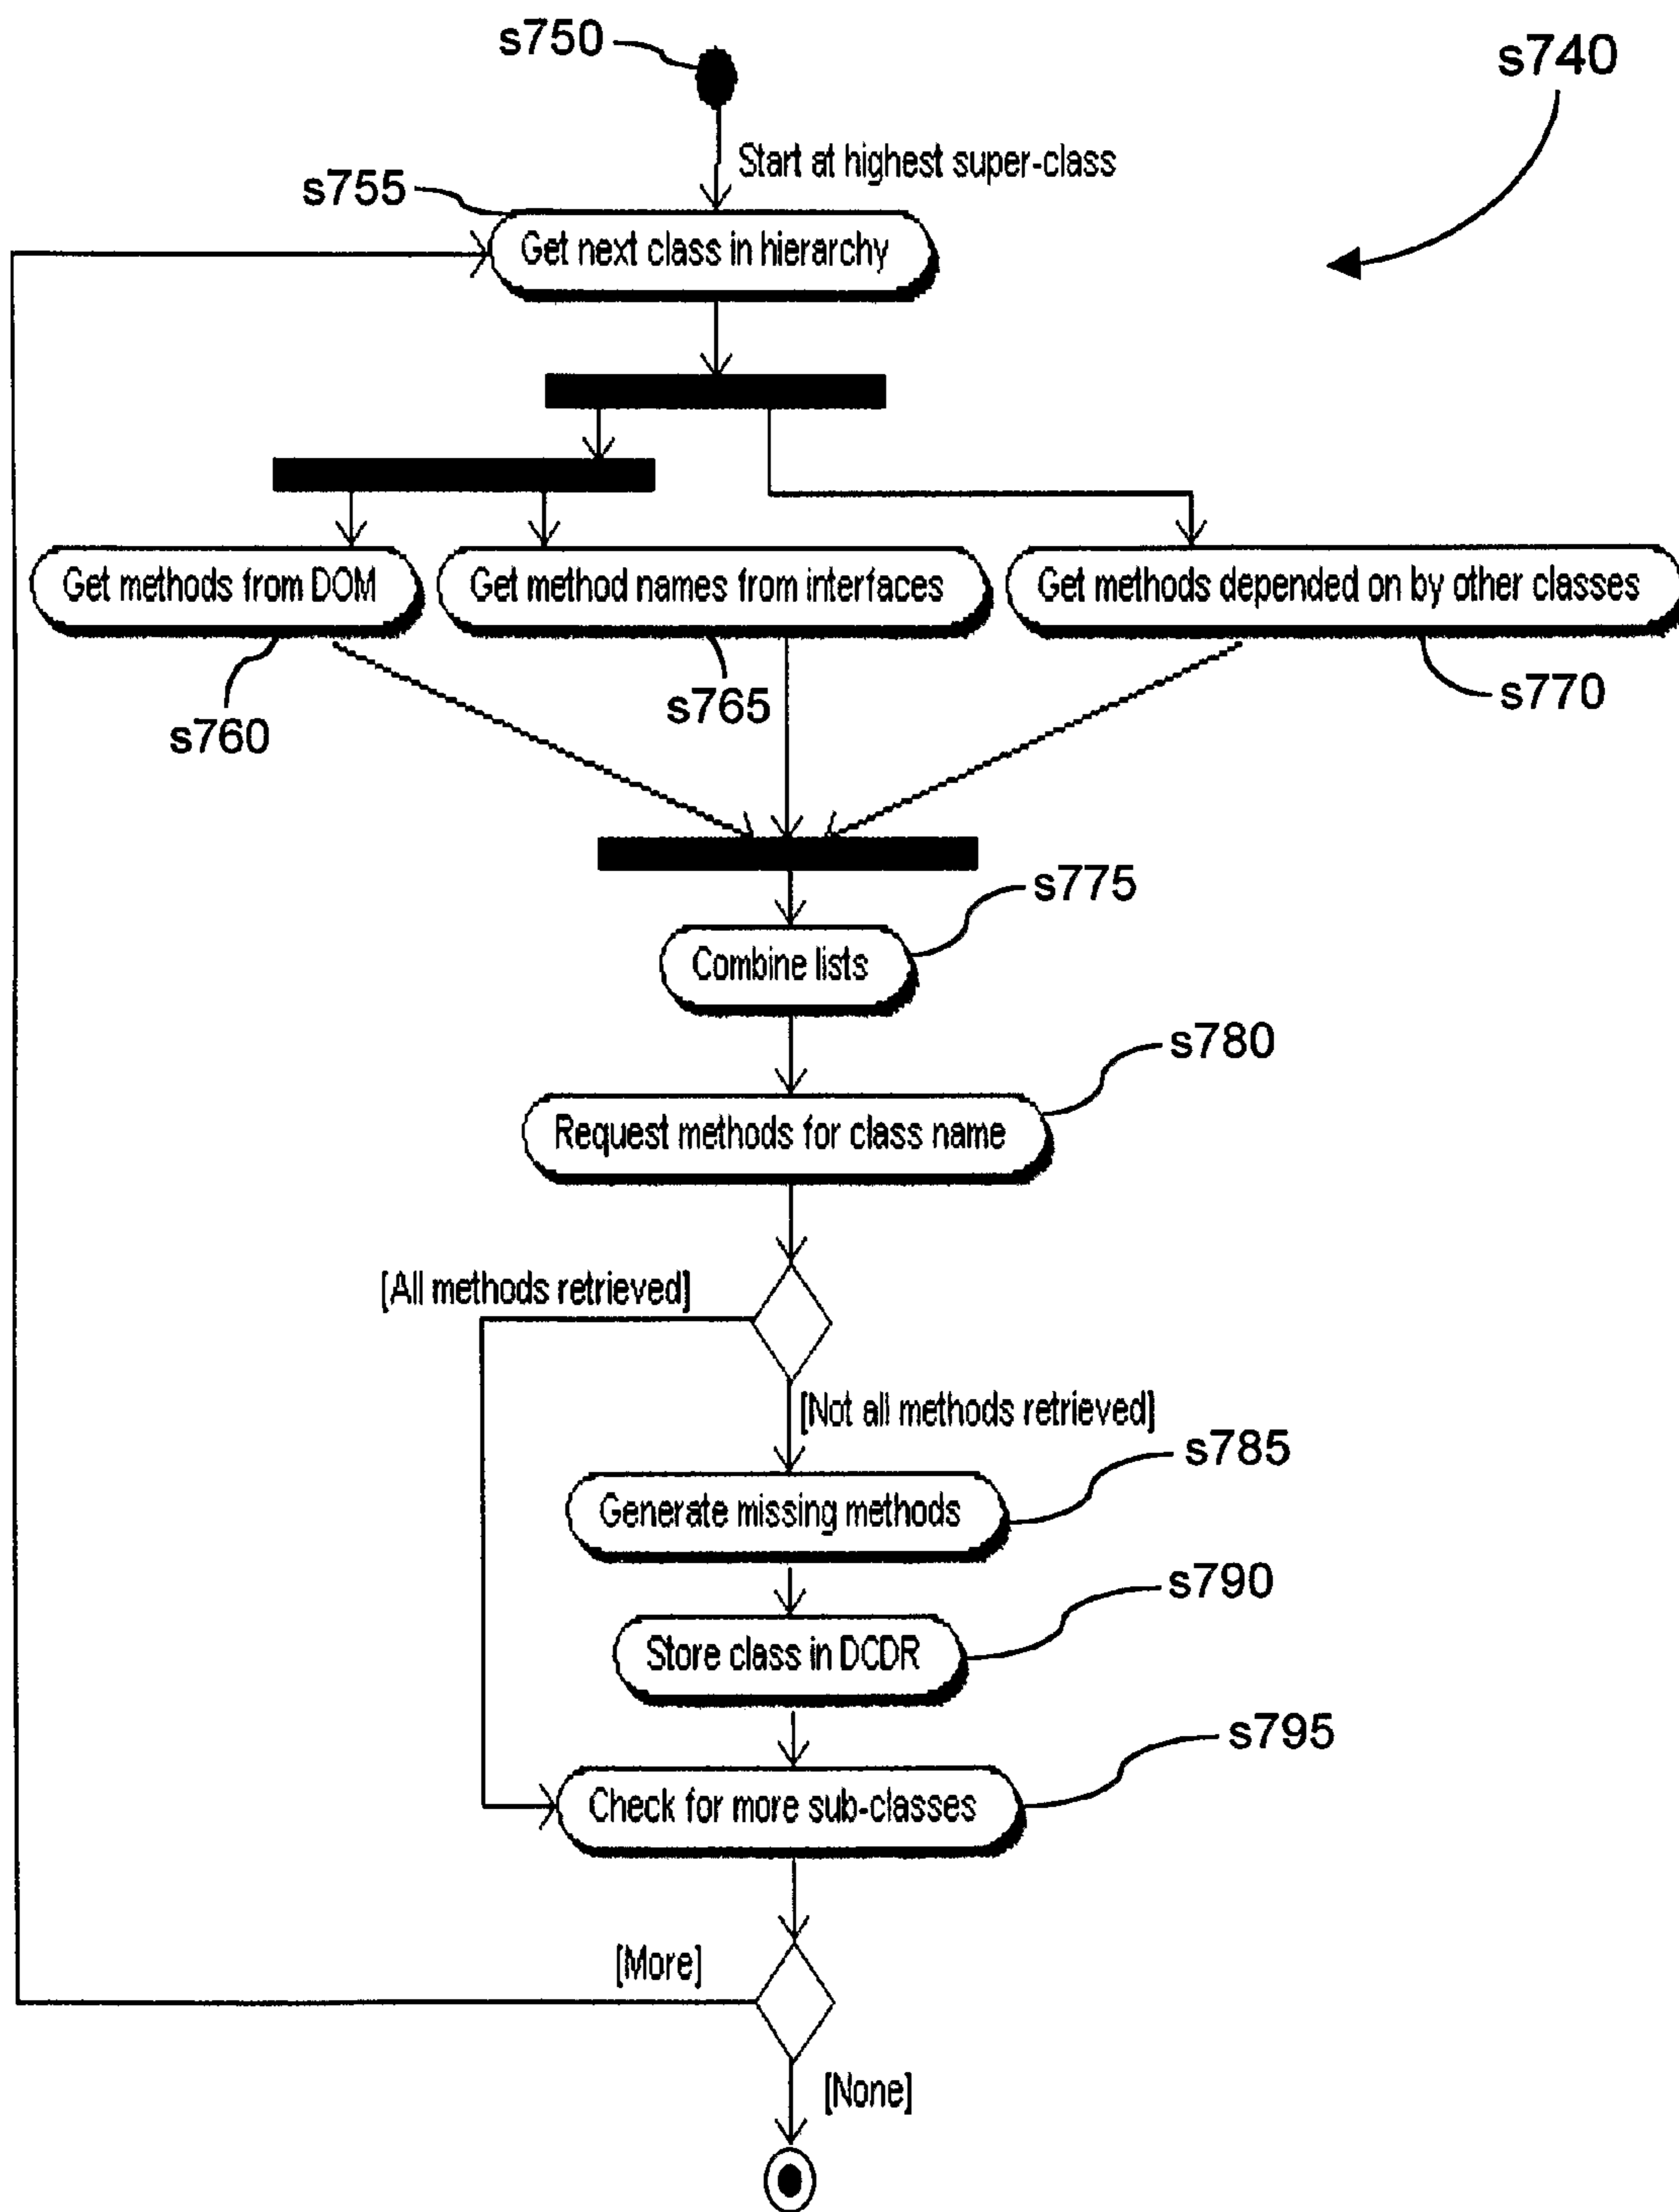 s750
s740
Start at highest super-class
s755
Get next class in hierarchy
Get methods from DOM
Get method names from interfaces
Get methods depended on by other classes
s760
s765
s770
s775
Combine lists
s780
Request methods for class name
[All methods retrieved]
[Not all methods retrieved]
s785
Generate missing methods
s790
Store class in DCDR
s795
Check for more sub-classes
[More]
[None]